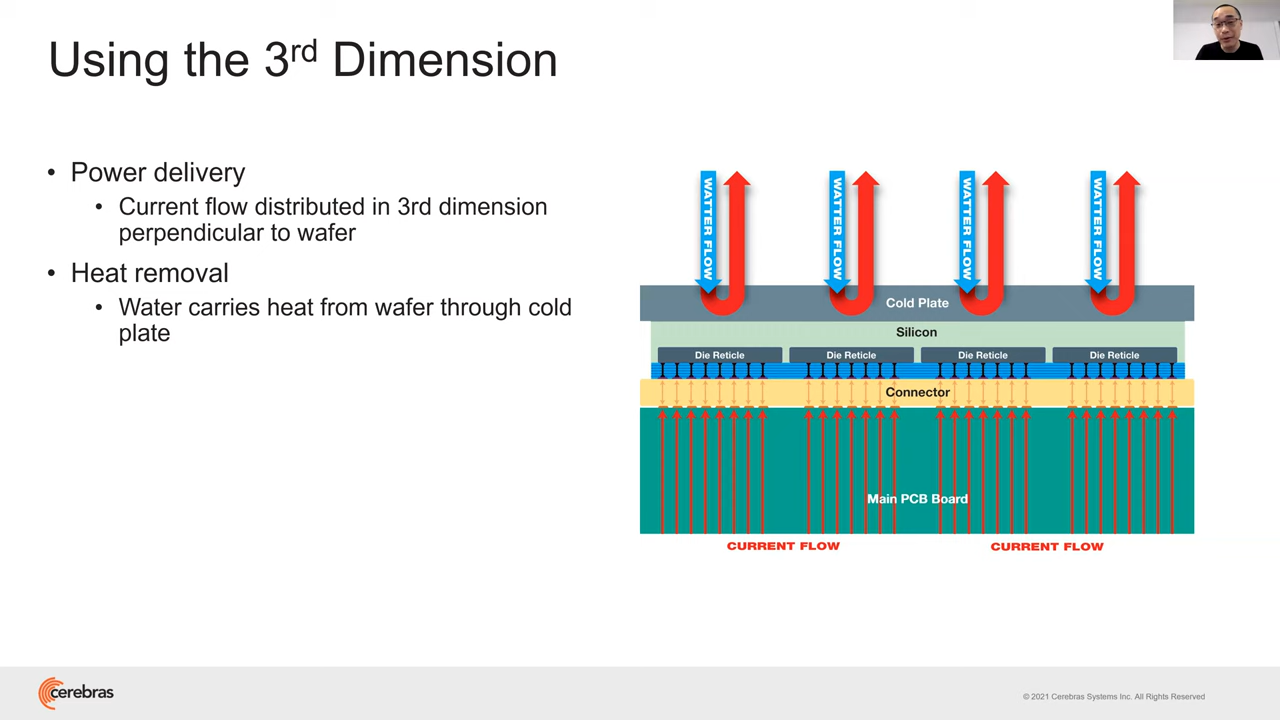 Using the 3rd Dimension
• Power delivery
• Current flow distributed in 3rd dimension
perpendicular to wafer
• Heat removal
• Water carries heat from wafer through cold
plate
WATTER FLOW
WATTER FLOW
WATTER FLOW
WATTER FLOW
Cold Plate
Silicon
Die Reticle
Die Reticle
Die Reticle
Die Reticle
Connector
Main PCB Board
CURRENT FLOW
CURRENT FLOW
cerebras
© 2021 Cerebras Systems Inc. All Rights Reserved